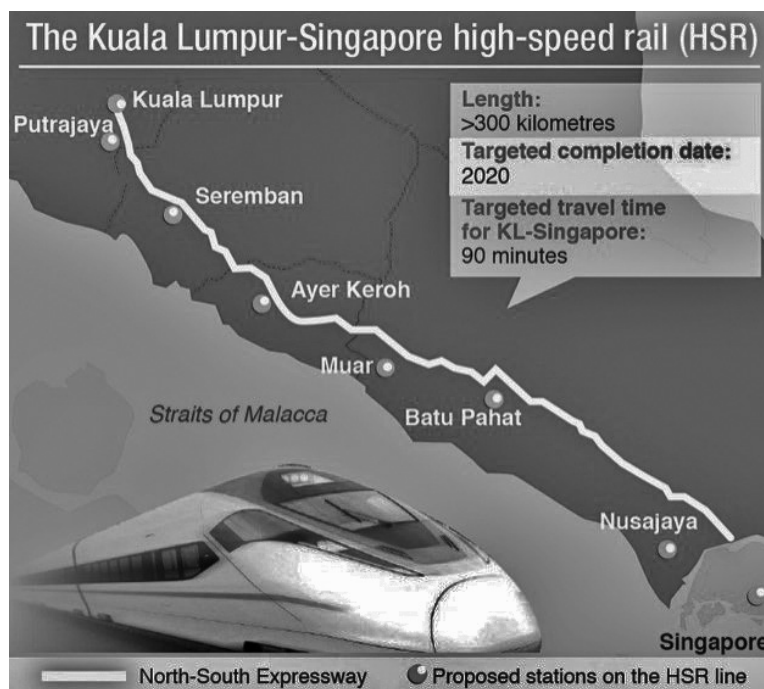 The Kuala Lumpur-Singapore high-speed rail (HSR)
Kuala Lumpur
Putrajaya
Length:
>300 kilometres
Targeted completion date:
2020
Targeted travel time
for KL-Singapore:
90 minutes
Seremban
Ayer Keroh
Muar
Straits of Malacca
Batu Pahat
Nusajaya
Singapore
North-South Expressway
Proposed stations on the HSR line